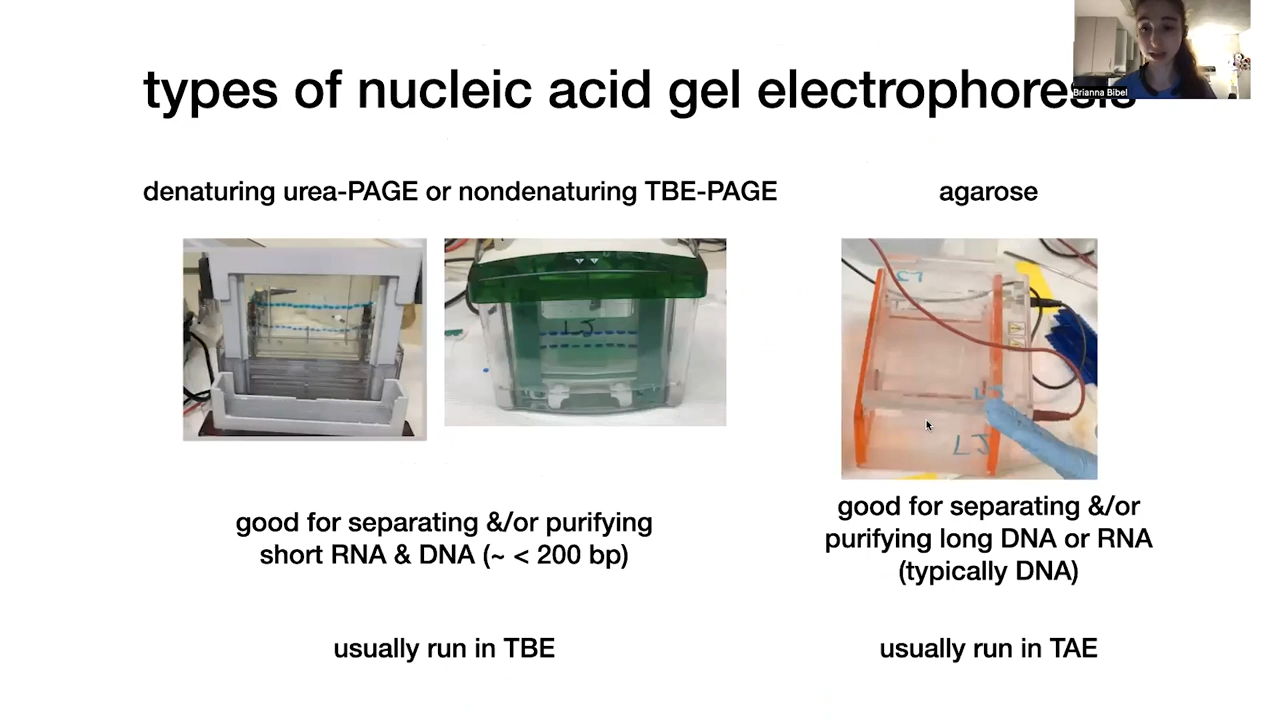 types of nucleic acid gel electrophoresis
Brianna Bibel
denaturing urea-PAGE or nondenaturing TBE-PAGE
agarose
LJ
LJ
good for separating &/or purifying
short RNA & DNA (~ < 200 bp)
good for separating &/or
purifying long DNA or RNA
(typically DNA)
usually run in TBE
usually run in TAE